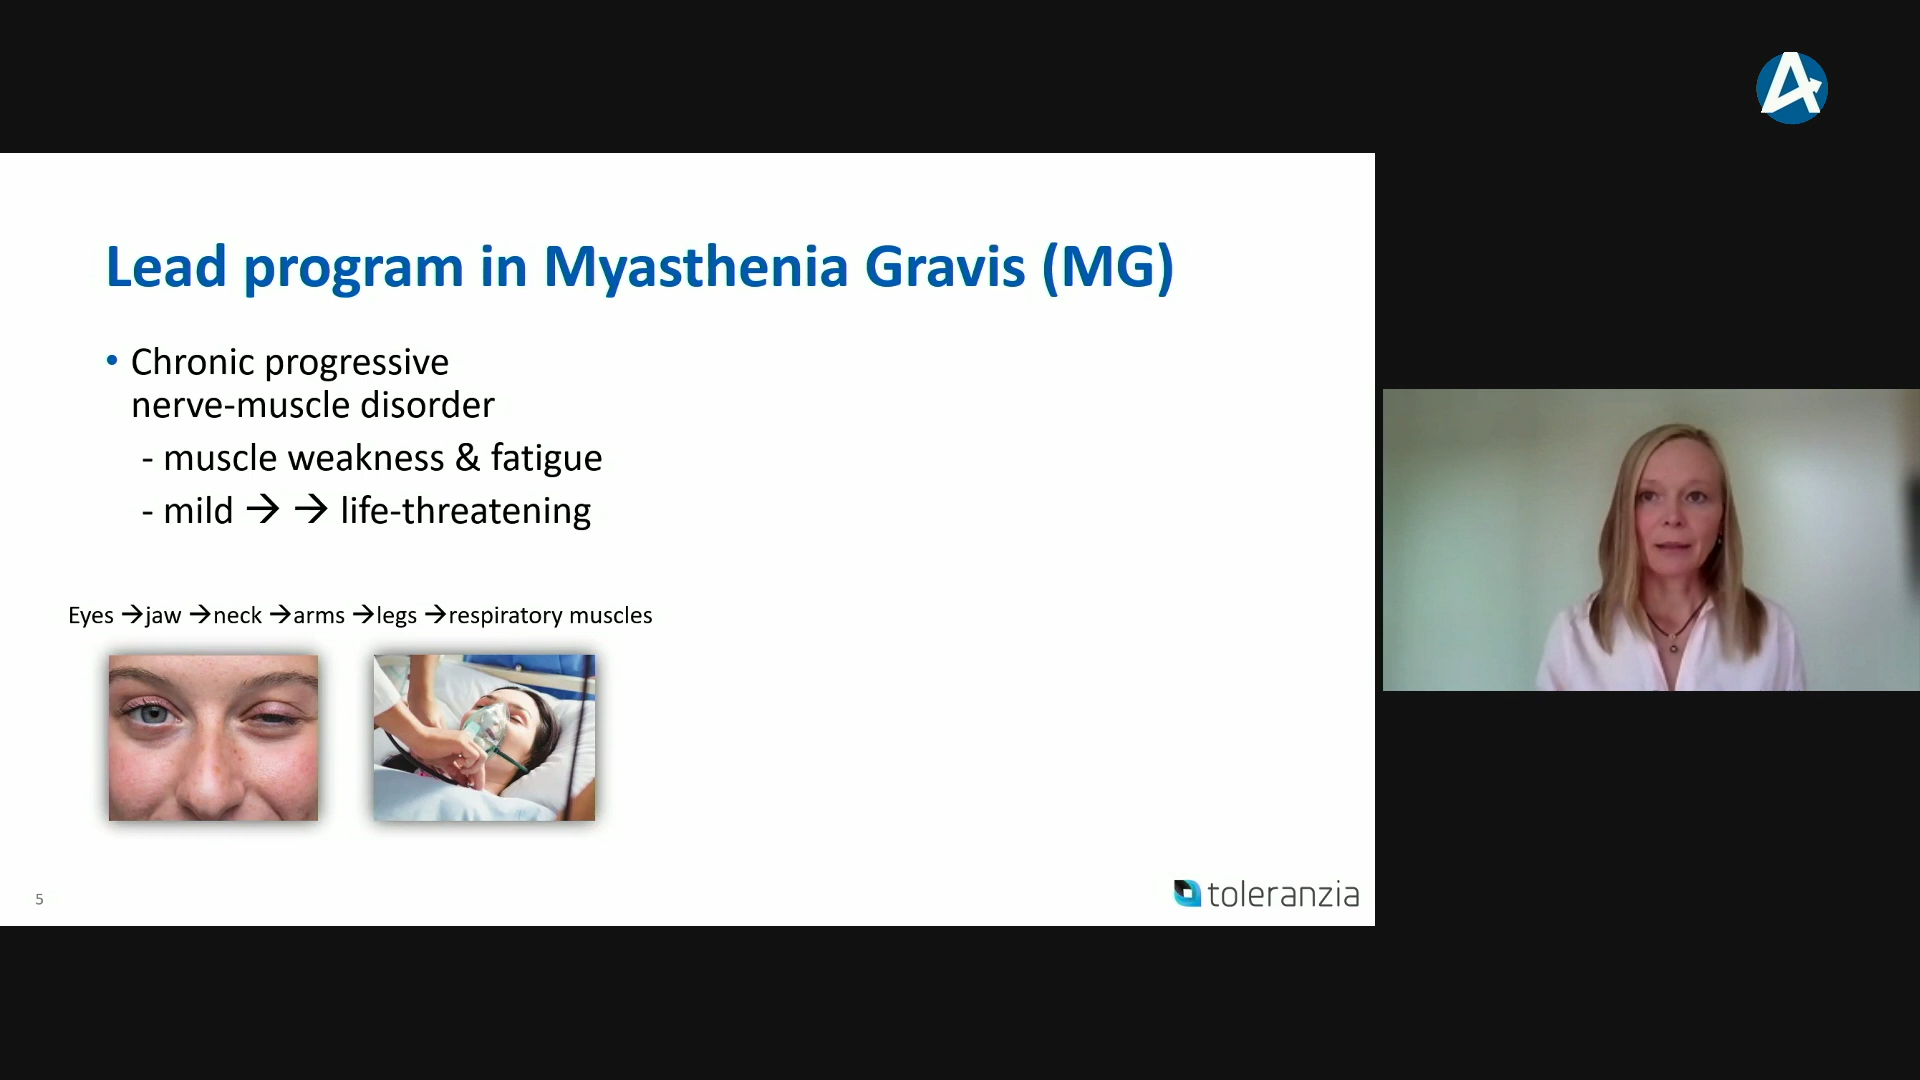 Lead program in Myasthenia Gravis (MG)
• Chronic progressive
nerve-muscle disorder
- muscle weakness & fatigue
- mild → → life-threatening
Eyes →jaw →neck →arms →legs →respiratory muscles
5
toleranzia